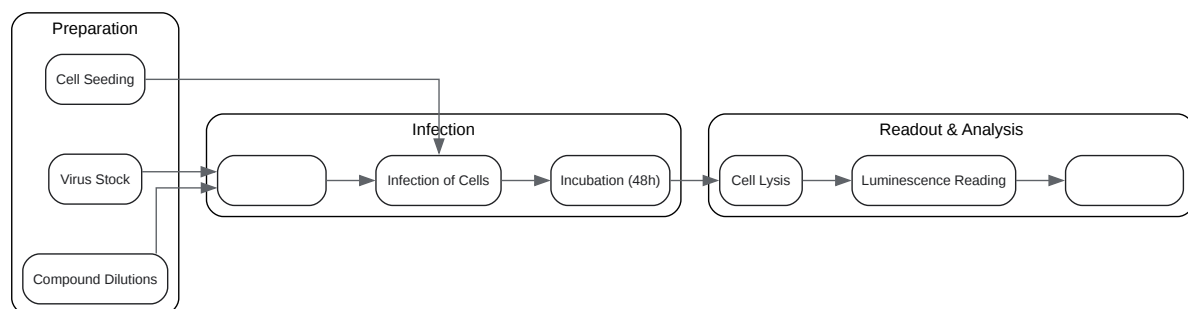 Preparation
Cell Seeding
Virus Stock
Compound Dilutions
Infection
Infection of Cells
Incubation (48h)
Readout & Analysis
Cell Lysis
Luminescence Reading